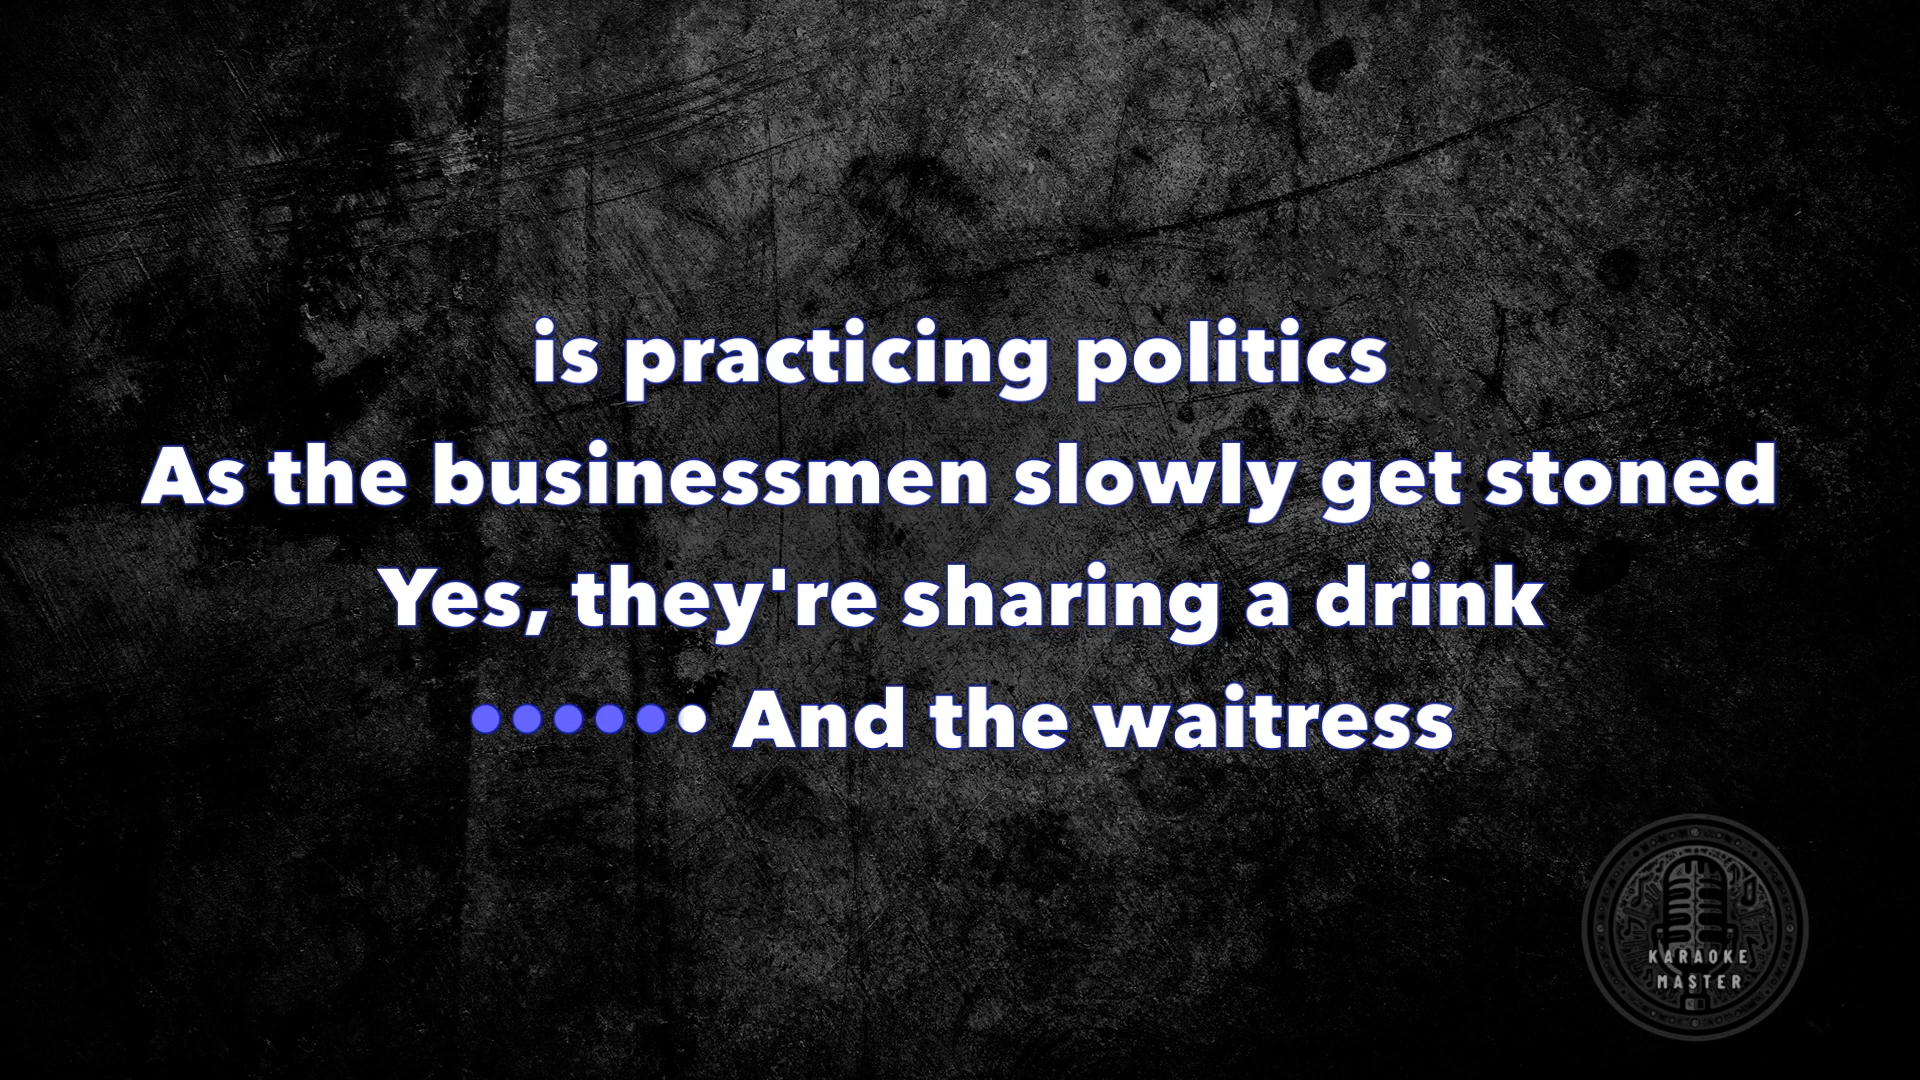 is practicing politics
As the businessmen slowly get stoned
Yes, they're sharing a drink
•••••• And the waitress
KARAOKE
MASTER